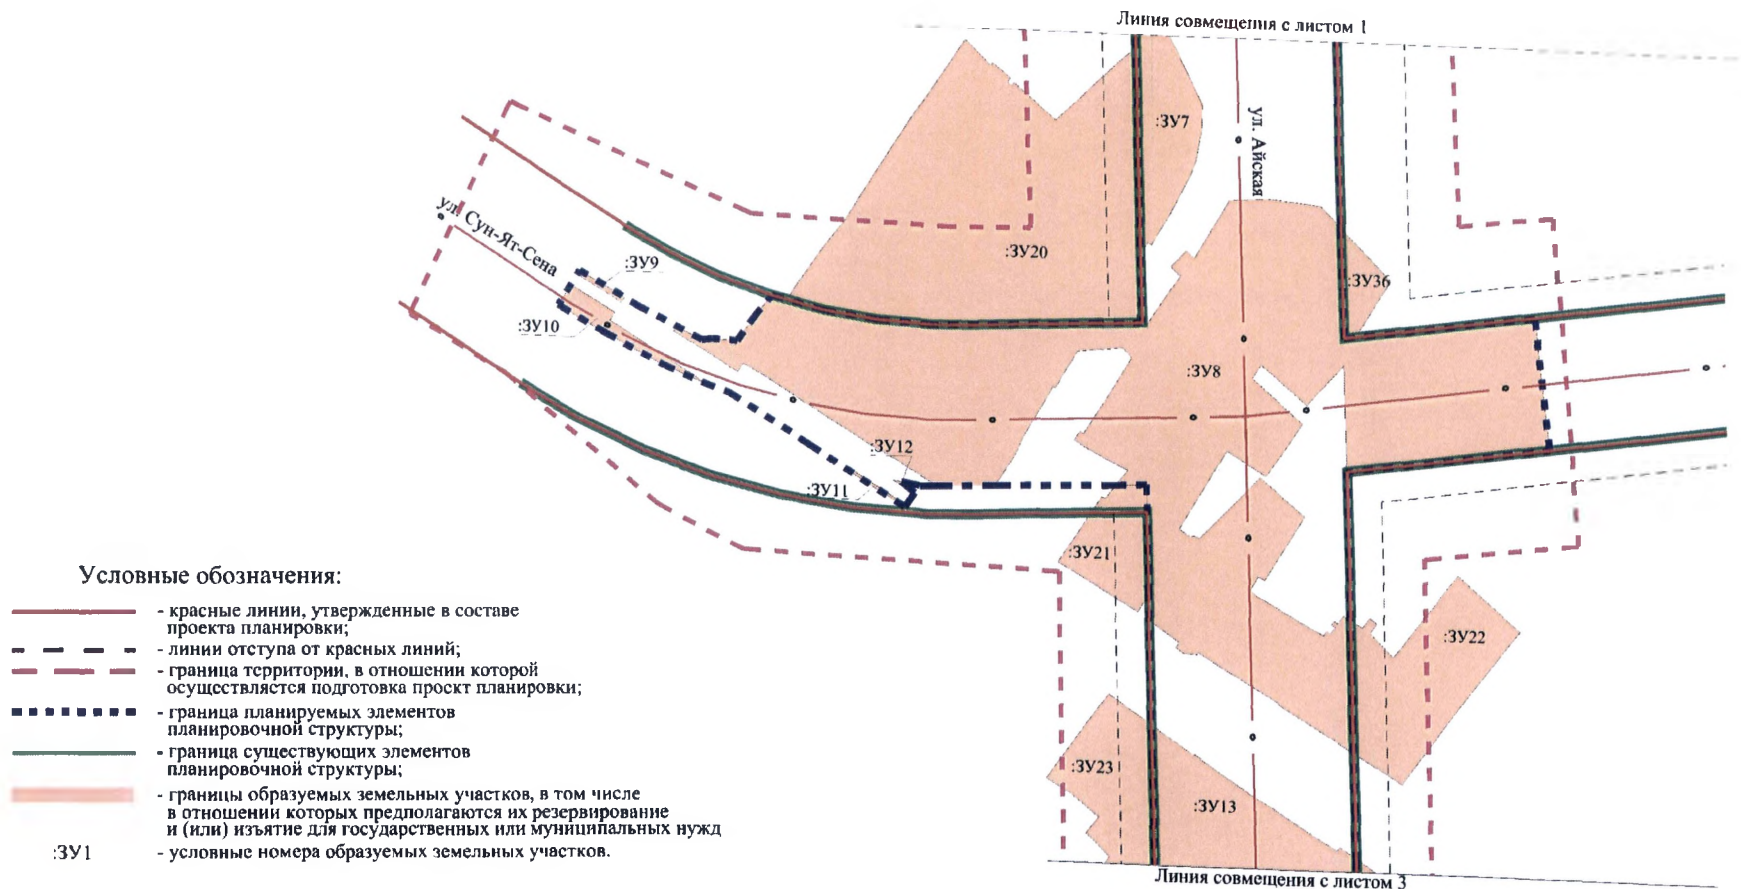 Линия совмещения с листом 1
:ЗУ7
ул. Айская
ул. Сун-Ят-Сена
:ЗУ9
:ЗУ20
:ЗУ36
:ЗУ10
:ЗУ8
:ЗУ12
:ЗУ11
:ЗУ21
:ЗУ22
:ЗУ23
:ЗУ13
Линия совмещения с листом 3
Условные обозначения:
- красные линии, утвержденные в составе
проекта планировки;
- линии отступа от красных линий;
- граница территории, в отношении которой
осуществляется подготовка проект планировки;
- граница планируемых элементов
планировочной структуры;
- граница существующих элементов
планировочной структуры;
- границы образуемых земельных участков, в том числе
в отношении которых предполагаются их резервирование
и (или) изъятие для государственных или муниципальных нужд
:ЗУ1 - условные номера образуемых земельных участков.